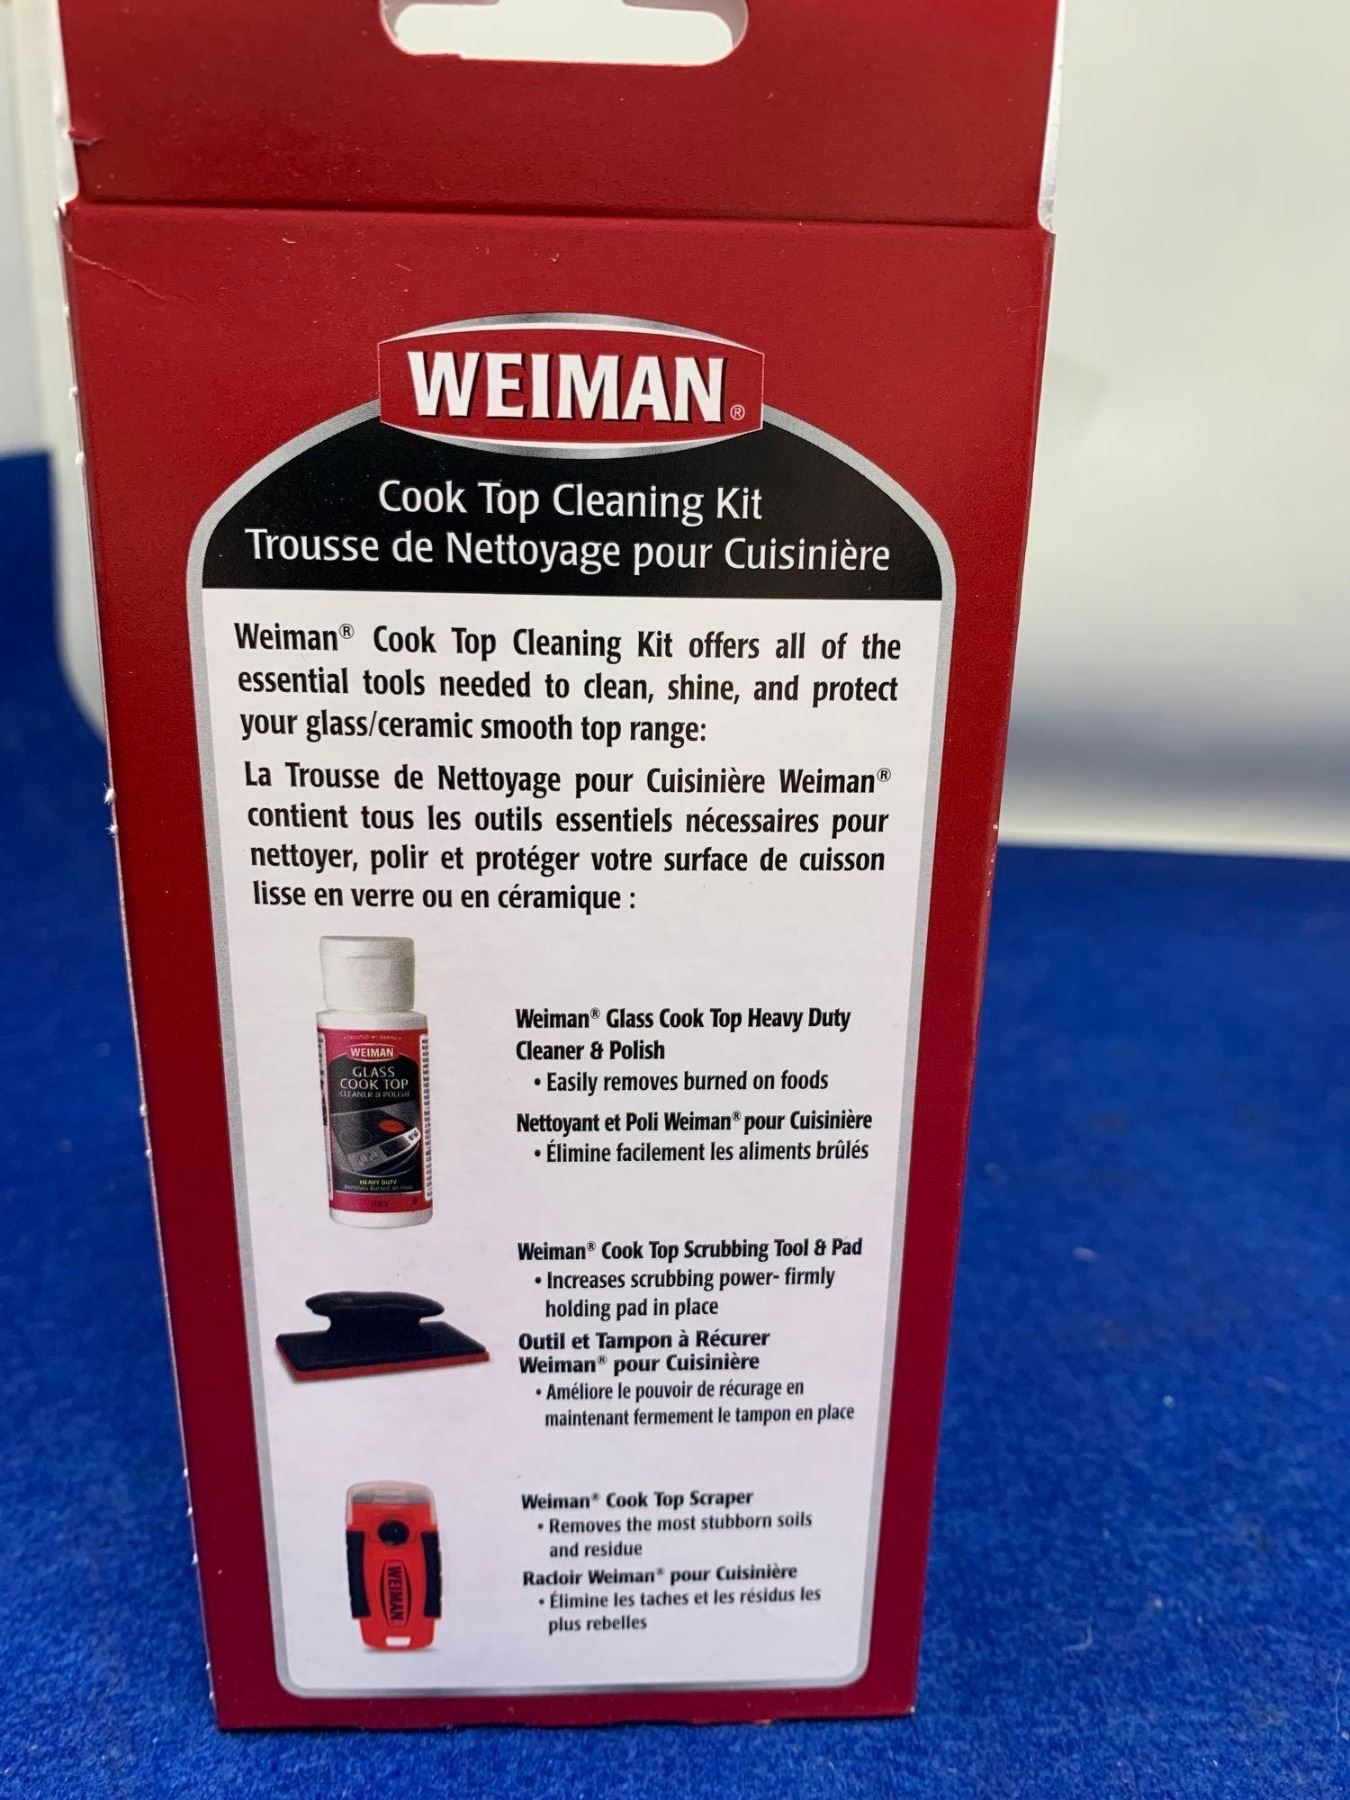 WEIMAN®
Cook Top Cleaning Kit
Trousse de Nettoyage pour Cuisinière
Weiman® Cook Top Cleaning Kit offers all of the
essential tools needed to clean, shine, and protect
your glass/ceramic smooth top range:
La Trousse de Nettoyage pour Cuisinière Weiman®
contient tous les outils essentiels nécessaires pour
nettoyer, polir et protéger votre surface de cuisson
lisse en verre ou en céramique :
WEIMAN
GLASS
COOK TOP
CLEANER & POLISH
HEAVY DUTY
Weiman® Glass Cook Top Heavy Duty
Cleaner & Polish
• Easily removes burned on foods
Nettoyant et Poli Weiman® pour Cuisinière
• Élimine facilement les aliments brûlés
Weiman® Cook Top Scrubbing Tool & Pad
• Increases scrubbing power- firmly
holding pad in place
Outil et Tampon à Récurer
Weiman® pour Cuisinière
• Améliore le pouvoir de récurage en
maintenant fermement le tampon en place
WEIMAN
Weiman® Cook Top Scraper
• Removes the most stubborn soils
and residue
Racloir Weiman® pour Cuisinière
• Élimine les taches et les résidus les
plus rebelles